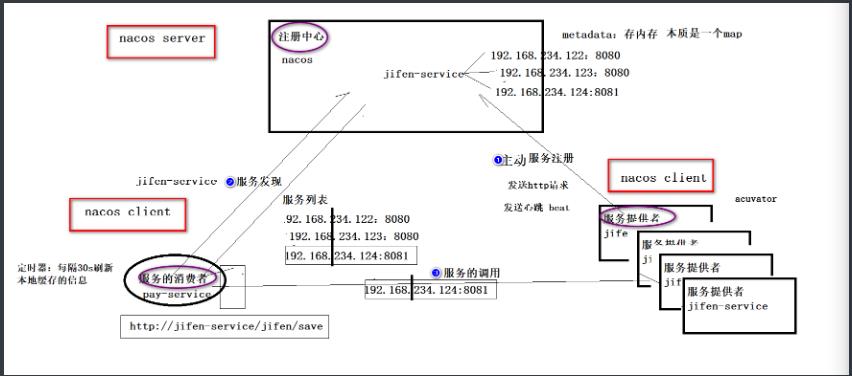 nacos server
注册中心
nacos
metadata：存内存 本质是一个map
192.168.234.122：8080
jifen-service
192.168.234.123：8080
192.168.234.124:8081
①主动 服务注册
发送http请求
发送心跳 beat
nacos client
acuvator
jifen-service ②服务发现
nacos client
服务列表
192.168.234.122：8080
192.168.234.123：8080
192.168.234.124:8081
定时器：每隔30s刷新
本地缓存的信息
服务的消费者
pay-service
③服务的调用
192.168.234.124:8081
http://jifen-service/jifen/save
服务提供者
jife
服务提供者
ji
服务提供者
jif
服务提供者
jifen-service